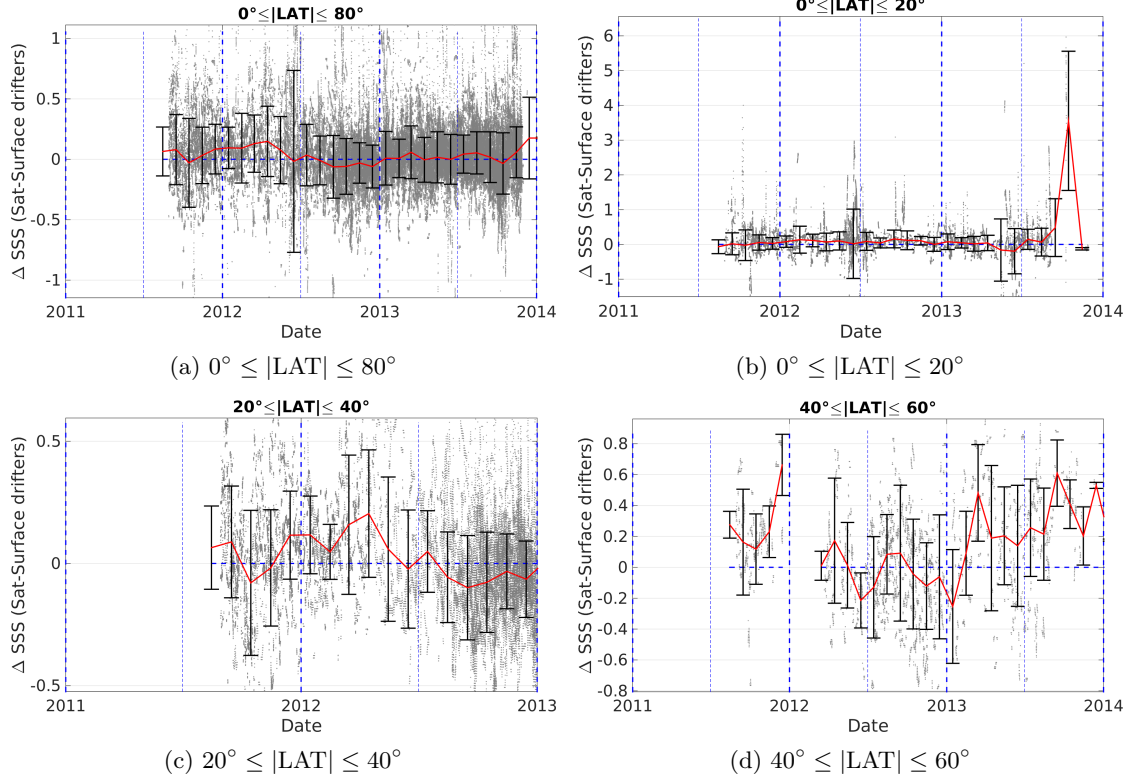 0°≤|LAT|≤ 80°
Δ SSS (Sat-Surface drifters)
1
0.5
0
-0.5
-1
2011
2012
2013
2014
Date
(a) 0° ≤ |LAT| ≤ 80°
0°≤|LAT|≤ 20°
Δ SSS (Sat-Surface drifters)
6
5
4
3
2
1
0
-1
2011
2012
2013
2014
Date
(b) 0° ≤ |LAT| ≤ 20°
20°≤|LAT|≤ 40°
Δ SSS (Sat-Surface drifters)
0.5
0
-0.5
2011
2012
2013
Date
(c) 20° ≤ |LAT| ≤ 40°
40°≤|LAT|≤ 60°
Δ SSS (Sat-Surface drifters)
0.8
0.6
0.4
0.2
0
-0.2
-0.4
-0.6
-0.8
2011
2012
2013
2014
Date
(d) 40° ≤ |LAT| ≤ 60°